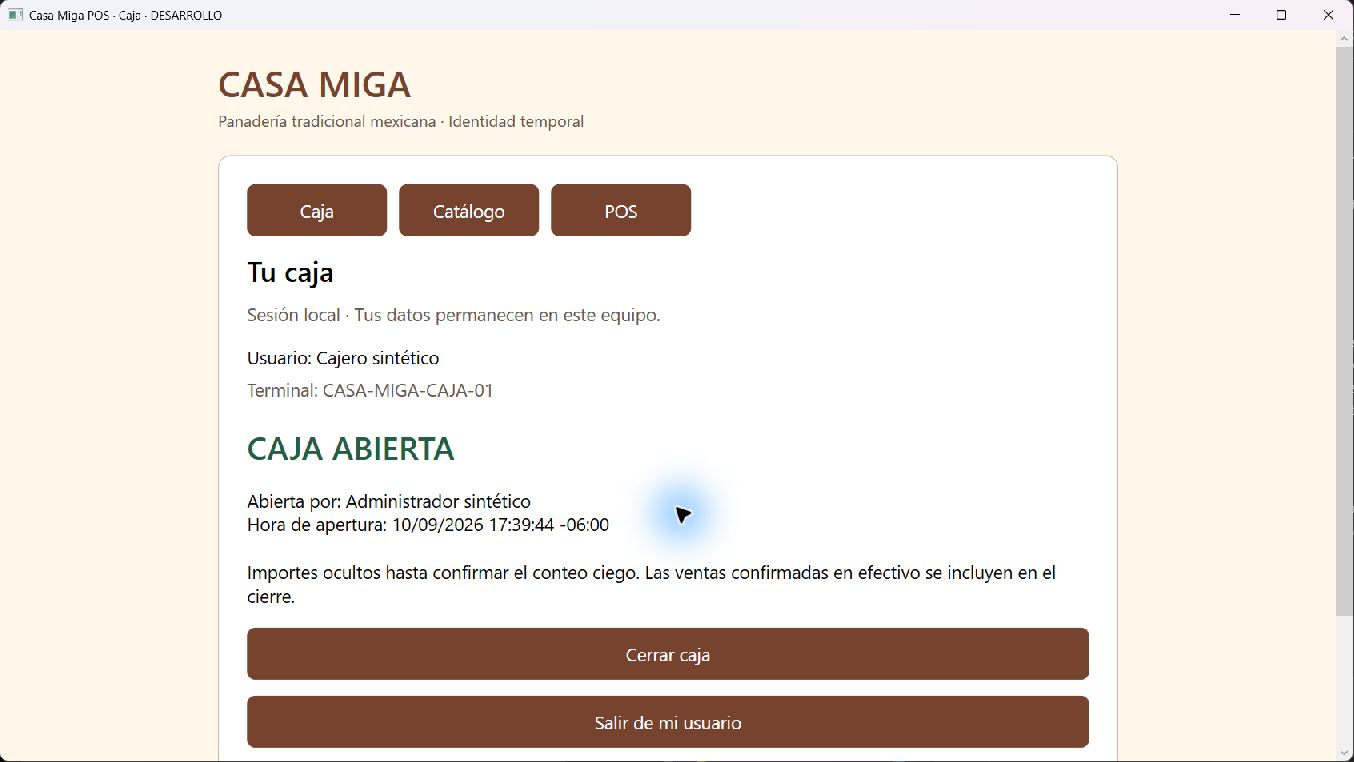 Casa Miga POS · Caja · DESARROLLO
CASA MIGA
Panadería tradicional mexicana · Identidad temporal
Caja
Catálogo
POS
Tu caja
Sesión local · Tus datos permanecen en este equipo.
Usuario: Cajero sintético
Terminal: CASA-MIGA-CAJA-01
CAJA ABIERTA
Abierta por: Administrador sintético
Hora de apertura: 10/09/2026 17:39:44 -06:00
Importes ocultos hasta confirmar el conteo ciego. Las ventas confirmadas en efectivo se incluyen en el
cierre.
Cerrar caja
Salir de mi usuario